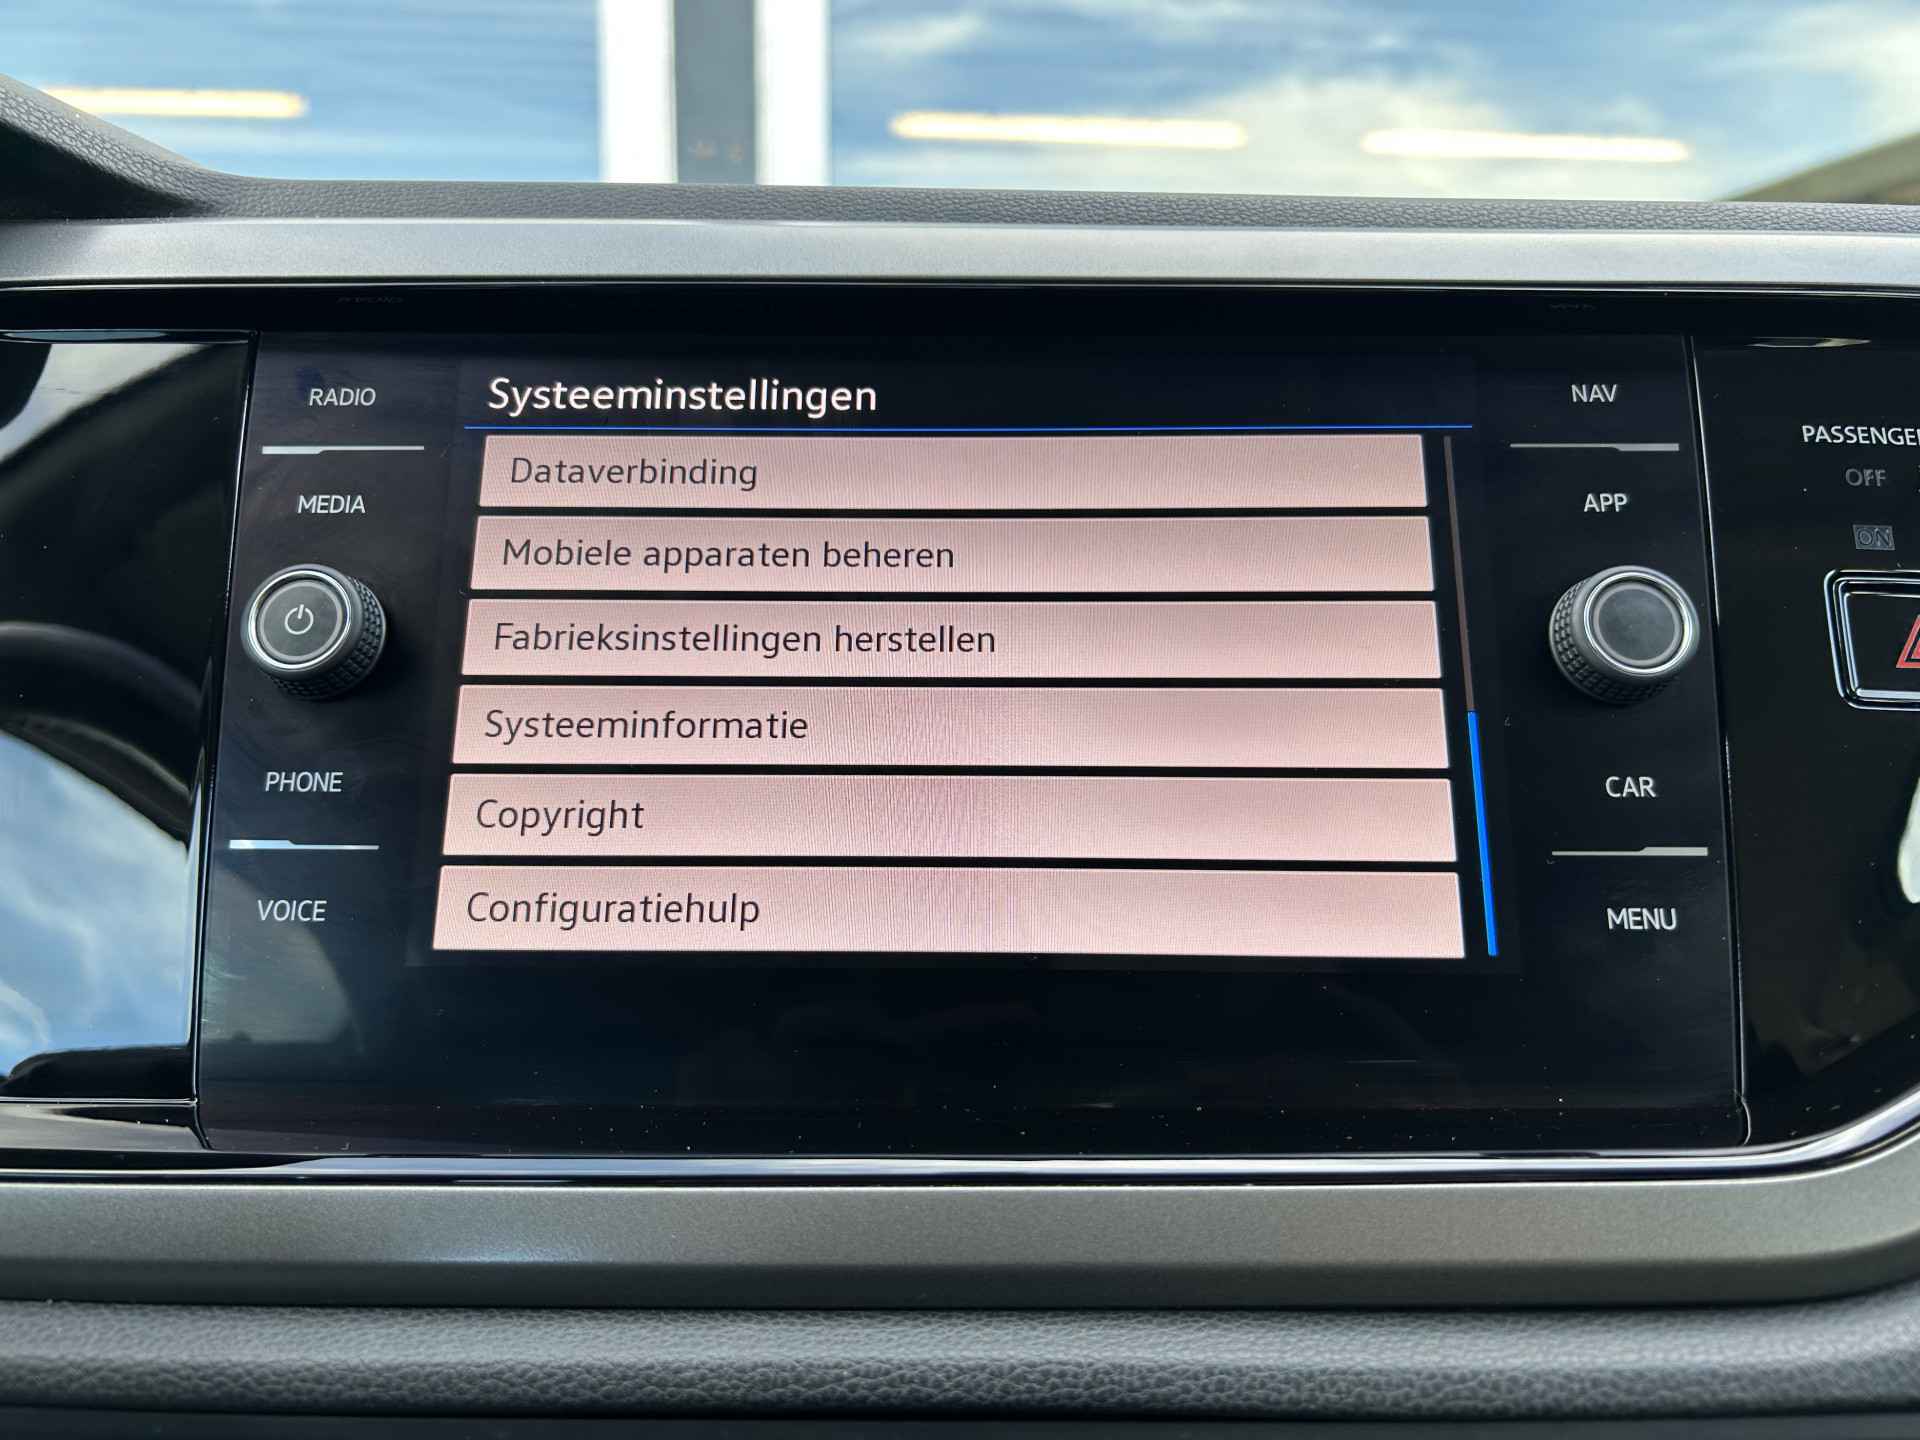 RADIO
MEDIA
PHONE
VOICE
Systeeminstellingen
Dataverbinding
Mobiele apparaten beheren
Fabrieksinstellingen herstellen
Systeeminformatie
Copyright
Configuratiehulp
NAV
APP
CAR
MENU
OFF
ON